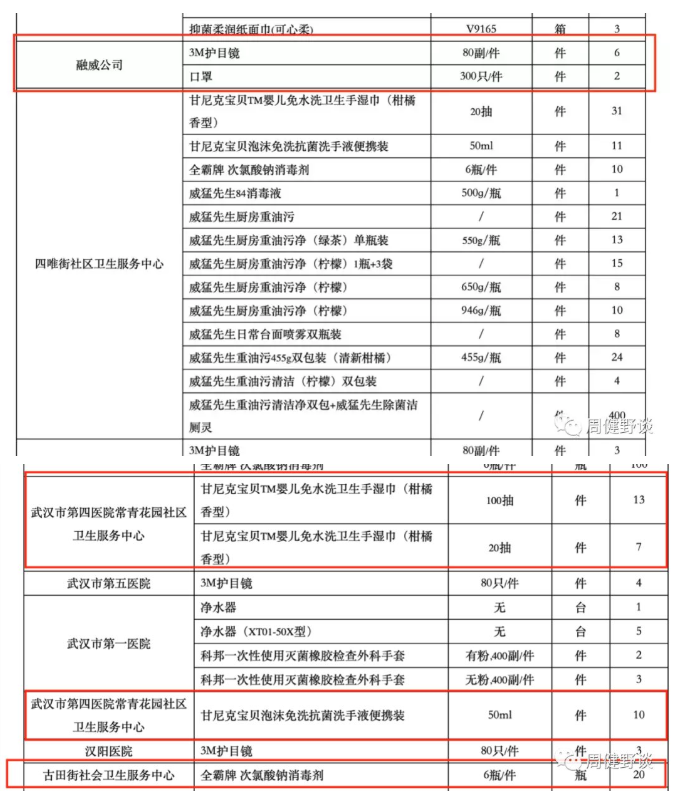 抑菌柔润纸面巾(可心柔) V9165 箱 3
融威公司
3M护目镜 80副/件 件 6
口罩 300只/件 件 2
四唯街社区卫生服务中心
甘尼克宝贝TM婴儿免水洗卫生手湿巾（柑橘
香型） 20抽 件 31
甘尼克宝贝泡沫免洗抗菌洗手液便携装 50ml 件 11
全霸牌 次氯酸钠消毒剂 6瓶/件 件 10
威猛先生84消毒液 500g/瓶 件 1
威猛先生厨房重油污 / 件 21
威猛先生厨房重油污净（绿茶）单瓶装 550g/瓶 件 13
威猛先生厨房重油污净（柠檬）1瓶+3袋 / 件 15
威猛先生厨房重油污净（柠檬） 650g/瓶 件 8
威猛先生厨房重油污净（柠檬） 946g/瓶 件 10
威猛先生日常台面喷雾双瓶装 / 件 8
威猛先生重油污455g双包装（清新柑橘） 455g/瓶 件 24
威猛先生重油污清洁（柠檬）双包装 / 件 4
威猛先生重油污清洁净双包+威猛先生除菌洁
厕灵 / 件 400
周健野谈
3M护目镜 80副/件 件 3
全霸牌 次氯酸钠消毒剂 6瓶/件 瓶 100
武汉市第四医院常青花园社区
卫生服务中心
甘尼克宝贝TM婴儿免水洗卫生手湿巾（柑橘
香型） 100抽 件 13
甘尼克宝贝TM婴儿免水洗卫生手湿巾（柑橘
香型） 20抽 件 7
武汉市第五医院 3M护目镜 80只/件 件 4
武汉市第一医院
净水器 无 台 1
净水器（XT01-50X型） 无 台 5
科邦一次性使用灭菌橡胶检查外科手套 有粉,400副/件 件 2
科邦一次性使用灭菌橡胶检查外科手套 无粉,400副/件 件 3
武汉市第四医院常青花园社区
卫生服务中心
甘尼克宝贝泡沫免洗抗菌洗手液便携装 50ml 件 10
汉阳医院 3M护目镜 80只/件 件 3
周健野谈
古田街社会卫生服务中心 全霸牌 次氯酸钠消毒剂 6瓶/件 瓶 20